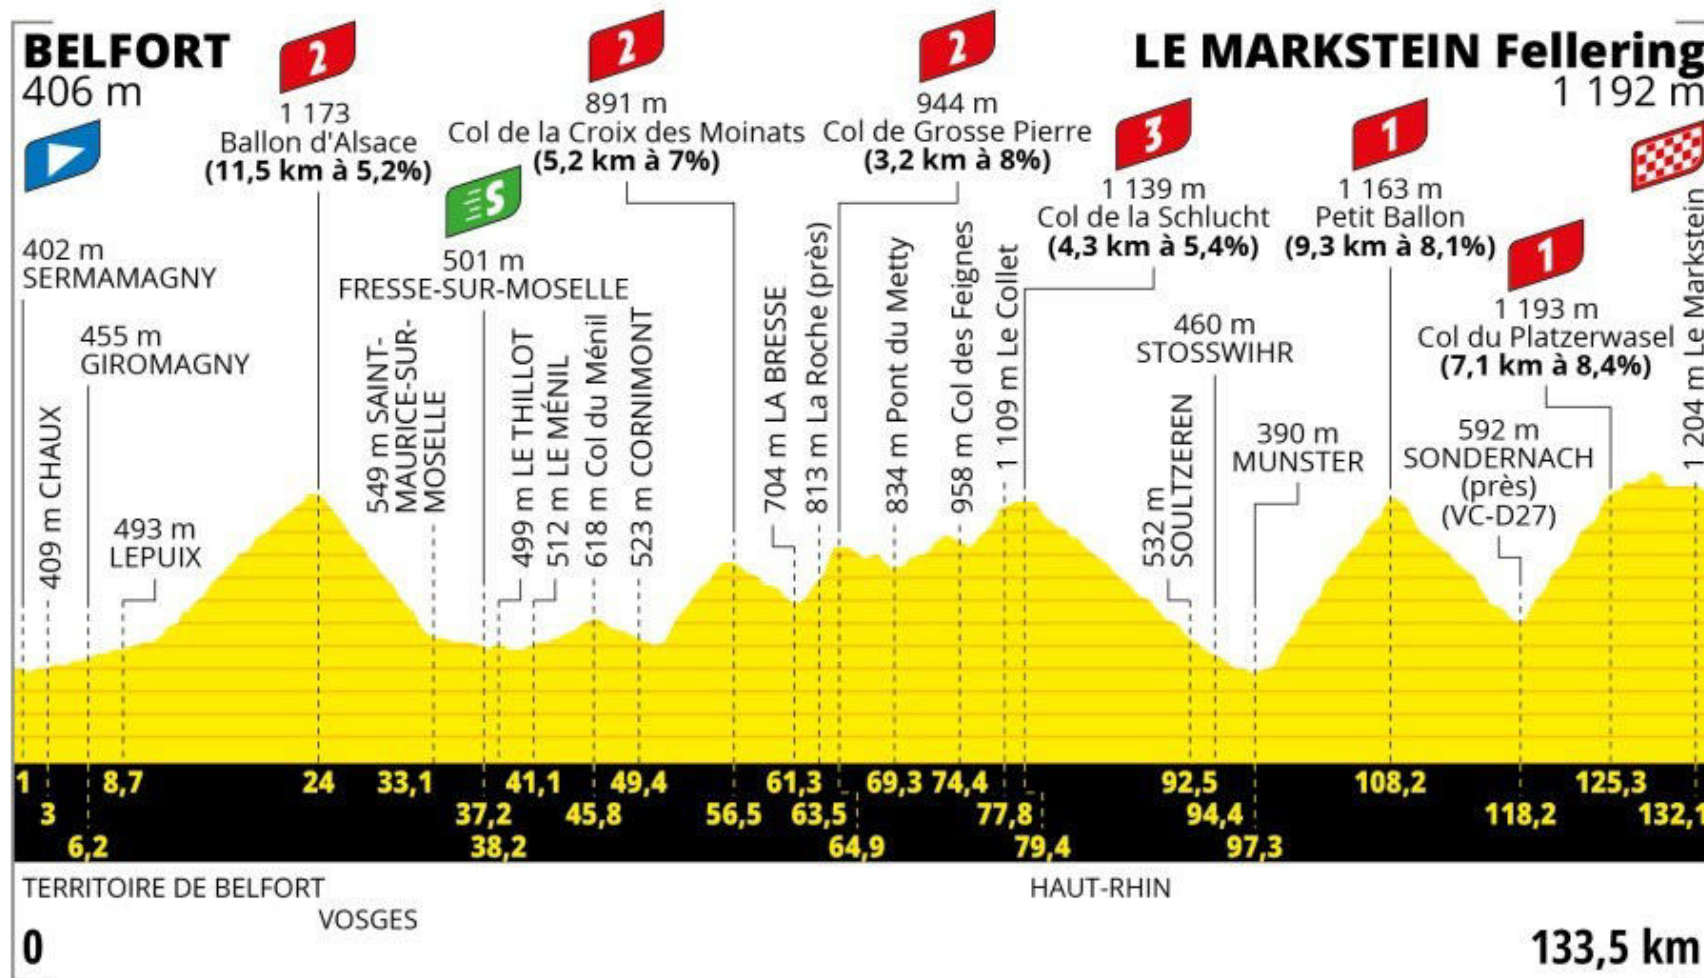 BELFORT
406 m
2
1 173
Ballon d'Alsace
(11,5 km à 5,2%)
2
891 m
Col de la Croix des Moinats
(5,2 km à 7%)
2
944 m
Col de Grosse Pierre
(3,2 km à 8%)
LE MARKSTEIN Fellering
1 192 m
3
1 139 m
Col de la Schlucht
(4,3 km à 5,4%)
1
1 163 m
Petit Ballon
(9,3 km à 8,1%)
1
1 193 m
Col du Platzerwasel
(7,1 km à 8,4%)
1 204 m Le Markstein
402 m
SERMAMAGNY
455 m
GIROMAGNY
409 m CHAUX
493 m
LEPUIX
S
501 m
FRESSE-SUR-MOSELLE
549 m SAINT-
MAURICE-SUR-
MOSELLE
499 m LE THILLOT
512 m LE MÉNIL
618 m Col du Ménil
523 m CORNIMONT
704 m LA BRESSE
813 m La Roche (près)
834 m Pont du Metty
958 m Col des Feignes
1 109 m Le Collet
532 m
SOULTZEREN
460 m
STOSSWIHR
390 m
MUNSTER
592 m
SONDERNACH
(près)
(VC-D27)
1 8,7 24 33,1 41,1 49,4 61,3 69,3 74,4 92,5 108,2 125,3
3 37,2 45,8 56,5 63,5 77,8 94,4 118,2 132,1
6,2 38,2 64,9 79,4 97,3
TERRITOIRE DE BELFORT
HAUT-RHIN
VOSGES
0
133,5 km